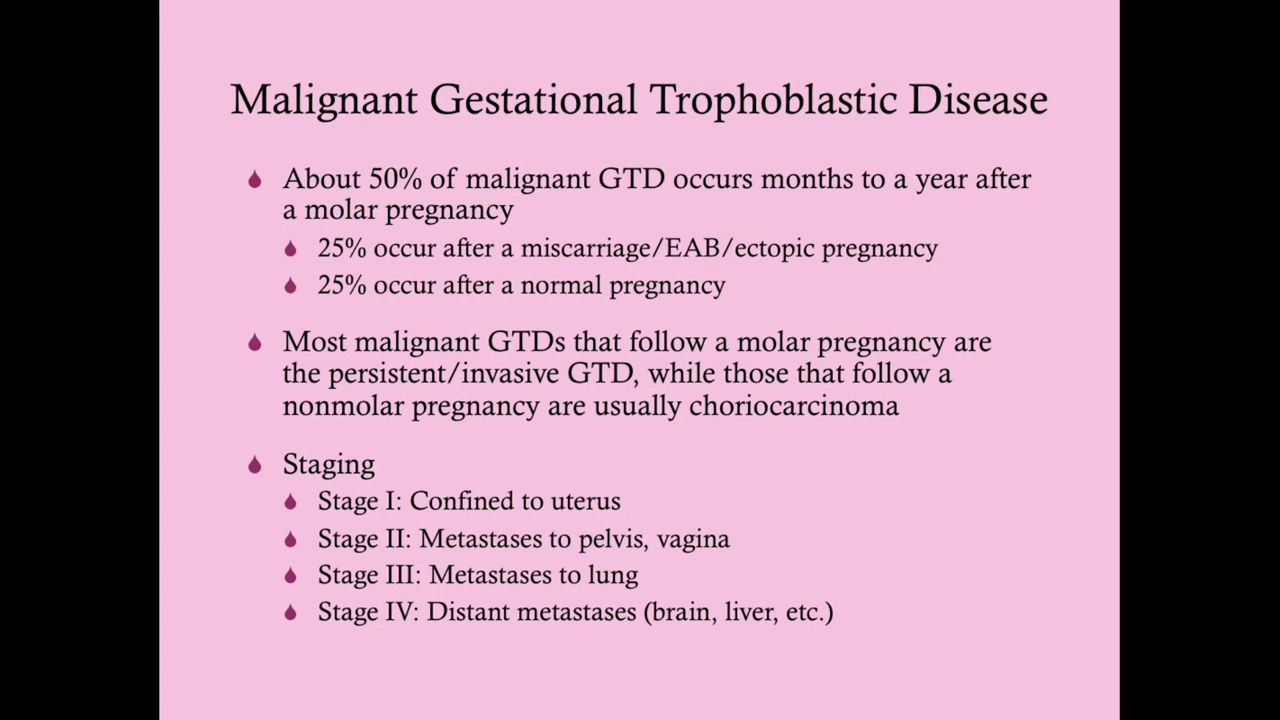 Malignant Gestational Trophoblastic Disease
About 50% of malignant GTD occurs months to a year after
a molar pregnancy
25% occur after a miscarriage/EAB/ectopic pregnancy
25% occur after a normal pregnancy
Most malignant GTDs that follow a molar pregnancy are
the persistent/invasive GTD, while those that follow a
nonmolar pregnancy are usually choriocarcinoma
Staging
Stage I: Confined to uterus
Stage II: Metastases to pelvis, vagina
Stage III: Metastases to lung
Stage IV: Distant metastases (brain, liver, etc.)